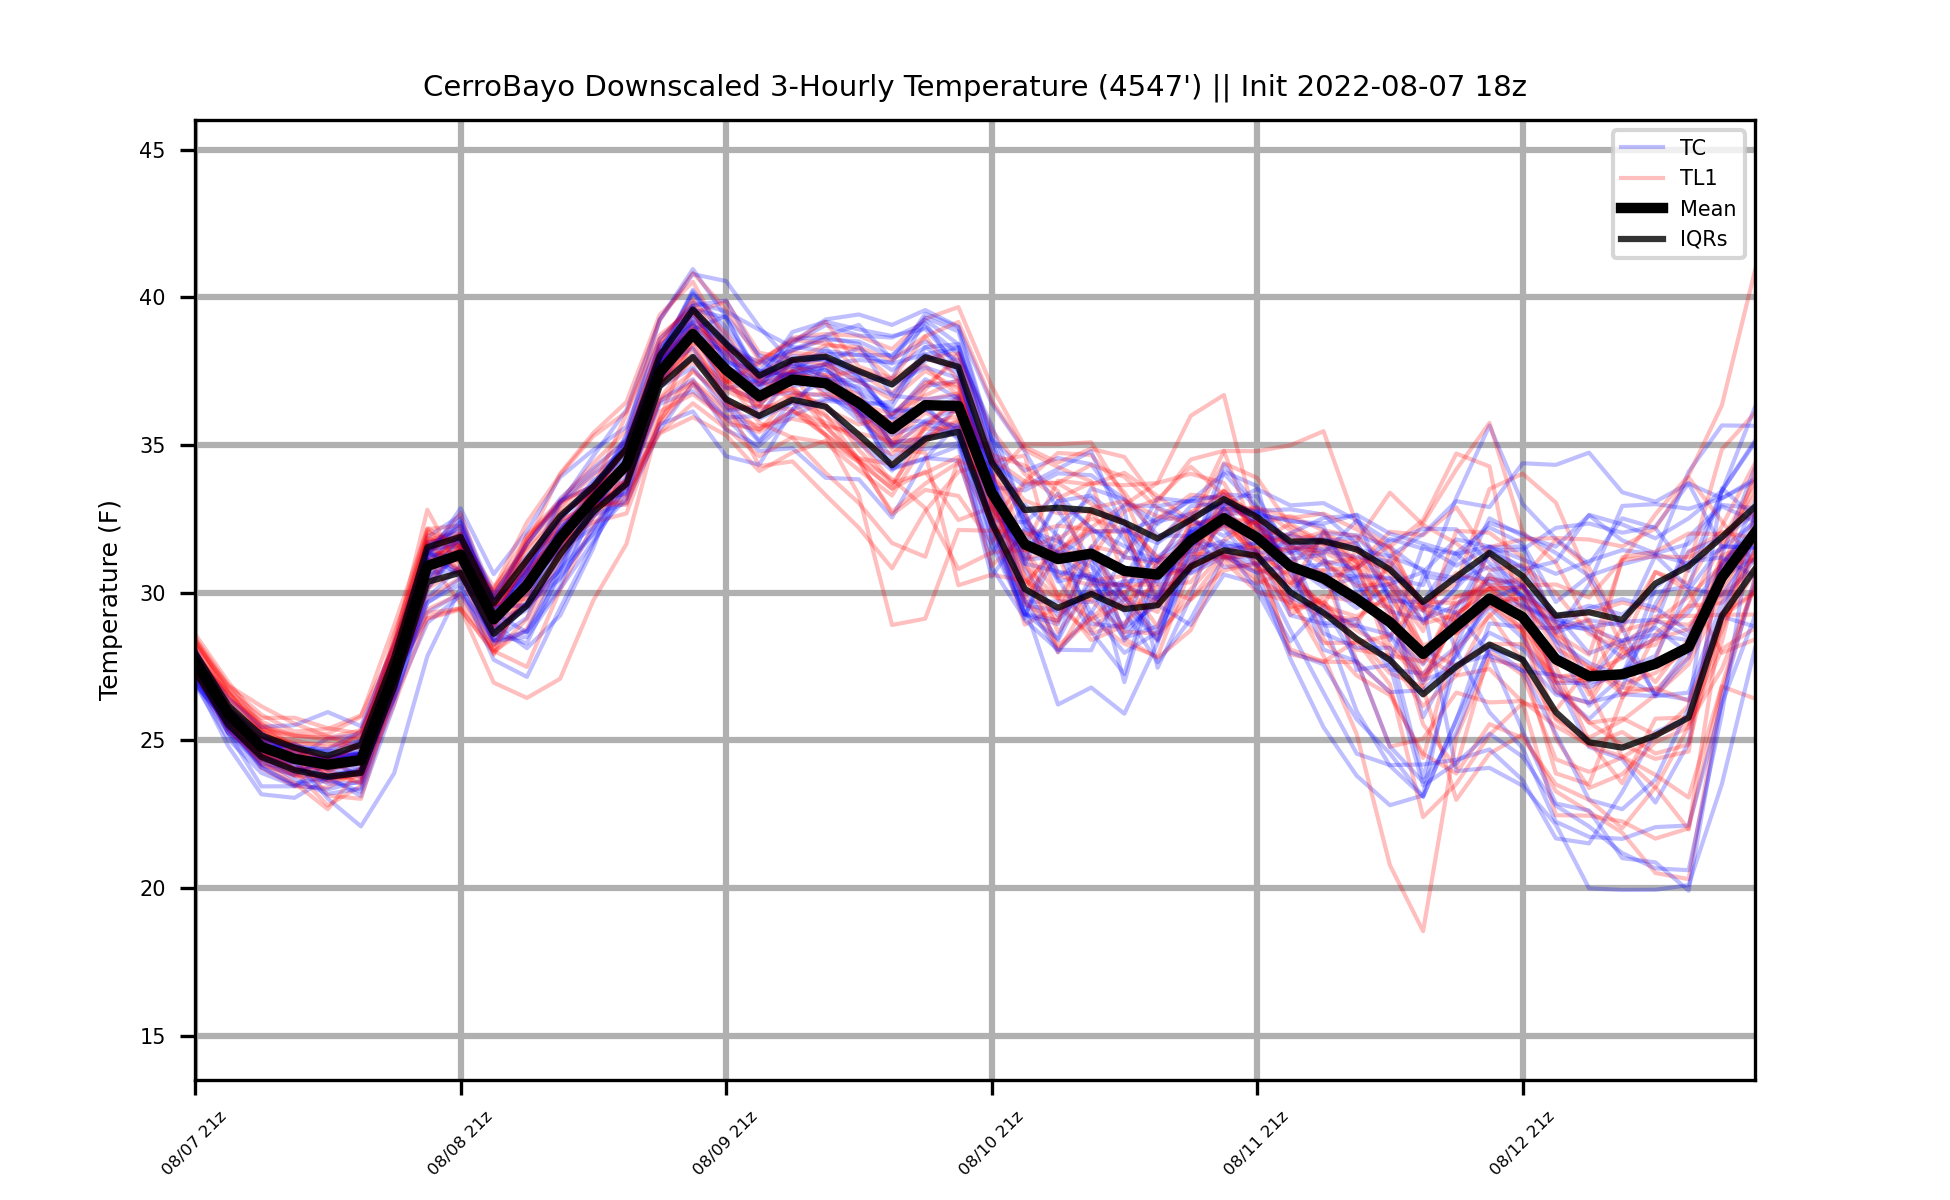 CerroBayo Downscaled 3-Hourly Temperature (4547') || Init 2022-08-07 18z
TC
TL1
Mean
IQRs
Temperature (F)
45
40
35
30
25
20
15
08/07 21z
08/08 21z
08/09 21z
08/10 21z
08/11 21z
08/12 21z